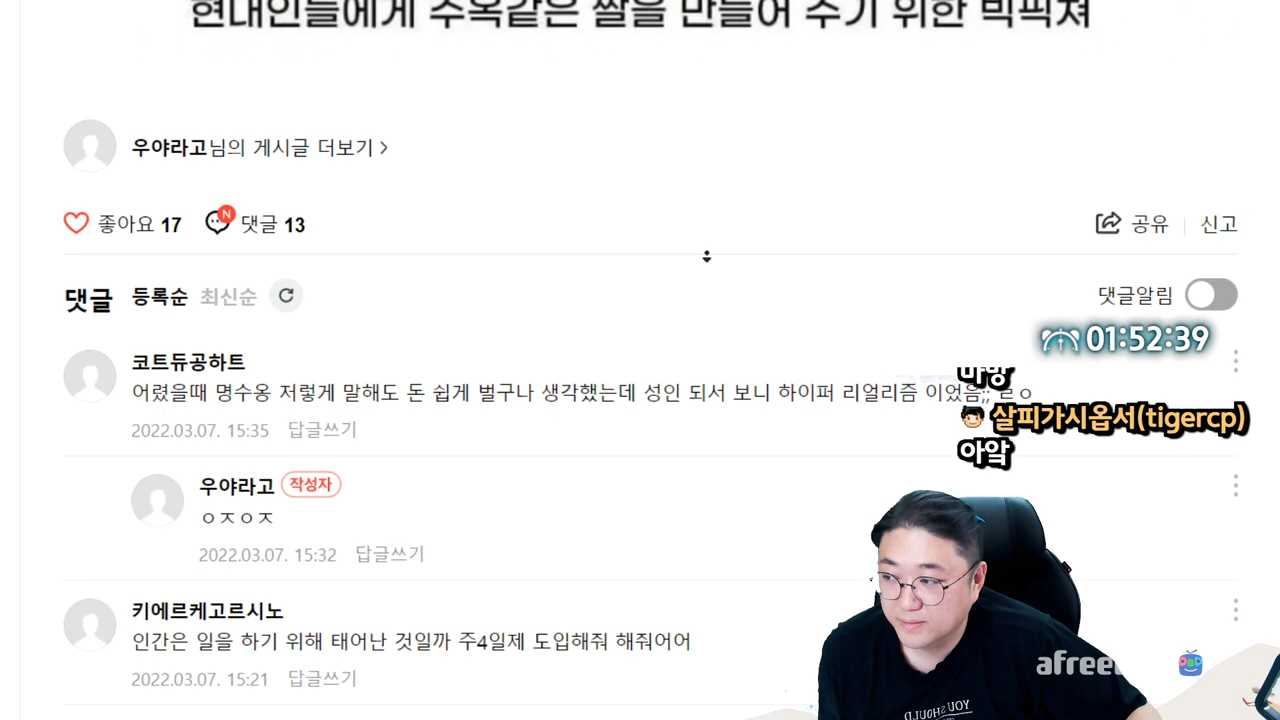 현대인들에게 주옥같은 쌀을 만들어 주기 위한 빅픽쳐
우야라고님의 게시글 더보기 >
좋아요 17 N 댓글 13
공유 신고
댓글 등록순 최신순
댓글알림
01:52:39
코트듀공하트
어렸을때 명수옹 저렇게 말해도 돈 쉽게 벌구나 생각했는데 성인 되서 보니 하이퍼 리얼리즘 이었음;; ㄹㅇ
2022.03.07. 15:35 답글쓰기
살피가시옵서(tigercp)
아앜
우야라고 작성자
ㅇㅈㅇㅈ
2022.03.07. 15:32 답글쓰기
키에르케고르시노
인간은 일을 하기 위해 태어난 것일까 주4일제 도입해줘 해줘어어
2022.03.07. 15:21 답글쓰기
afree
YOU SHOULD